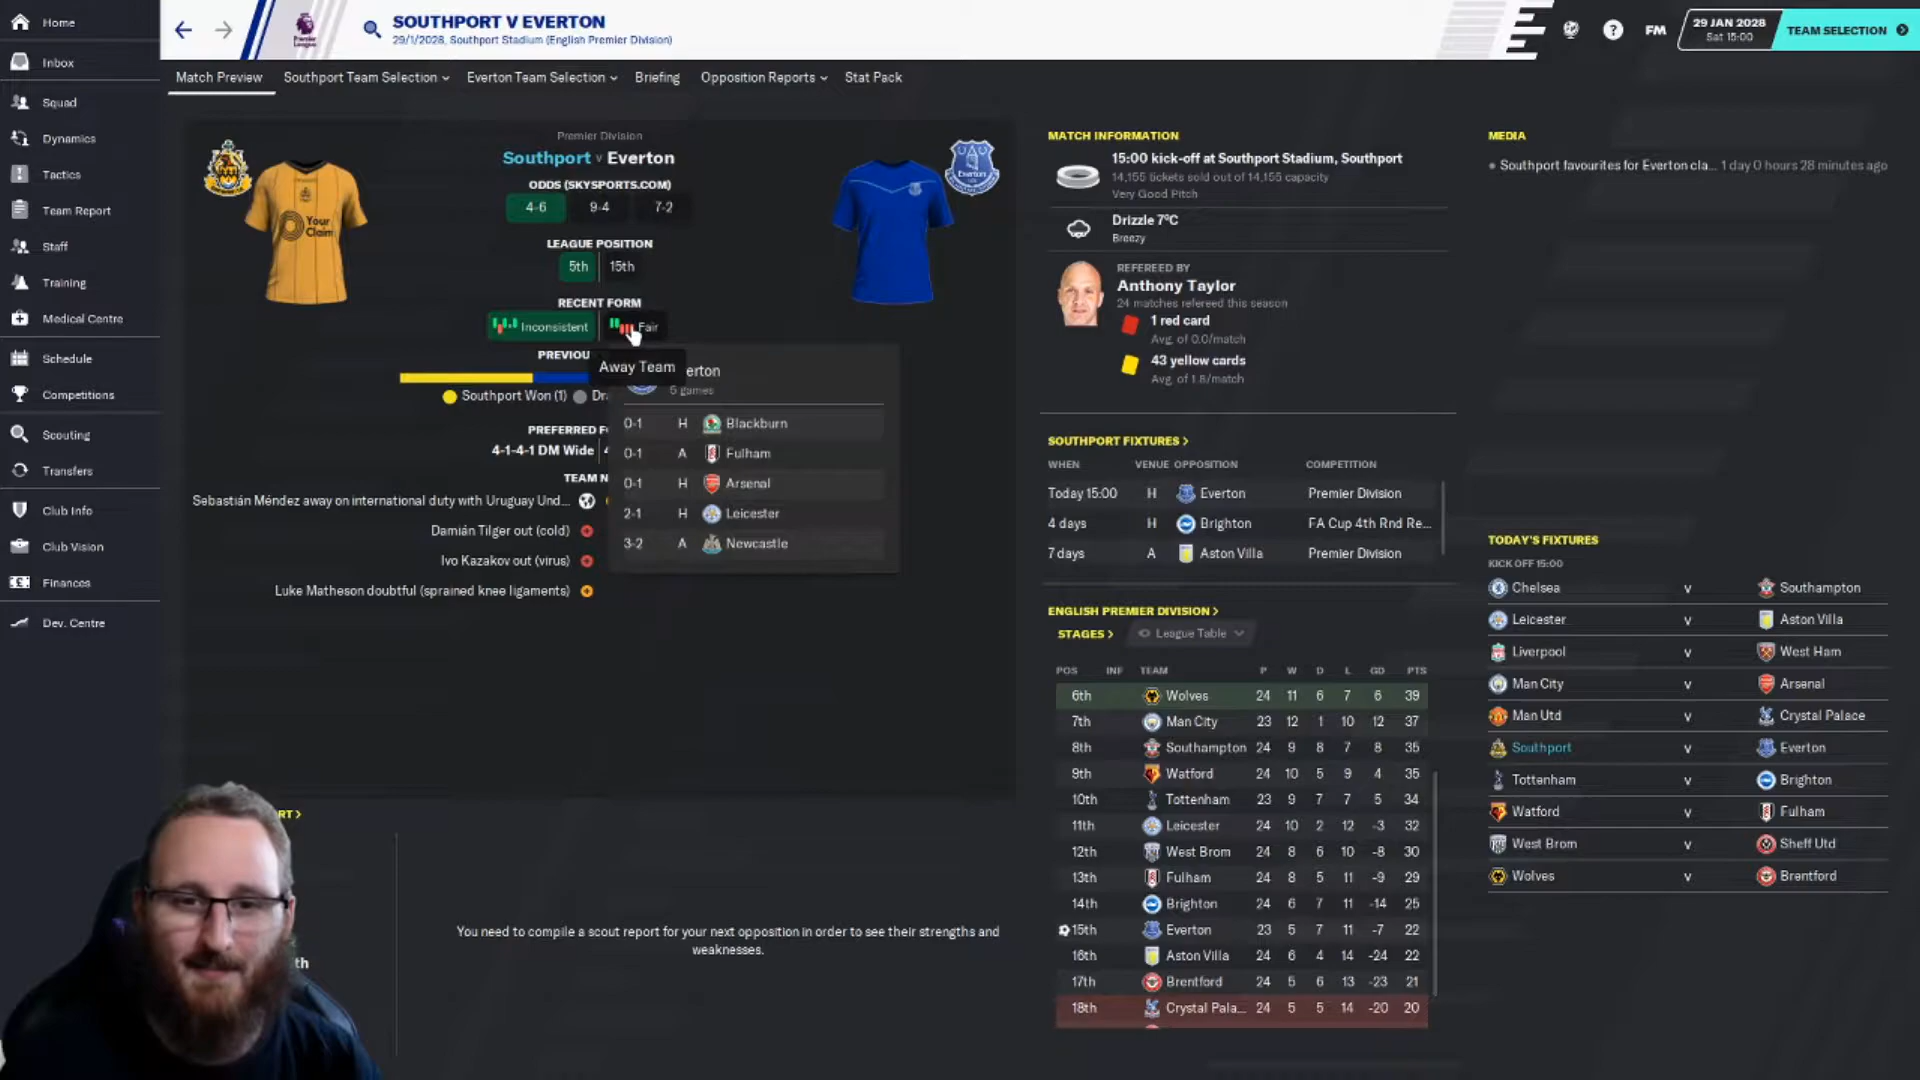 Home
Inbox
Squad
Dynamics
Tactics
Team Report
Staff
Training
Medical Centre
Schedule
Competitions
Scouting
Transfers
Club Info
Club Vision
Finances
Dev. Centre
SOUTHPORT V EVERTON
29/1/2028, Southport Stadium (English Premier Division)
FM
29 JAN 2028
Sat 15:00
TEAM SELECTION
Match Preview
Southport Team Selection
Everton Team Selection
Briefing
Opposition Reports
Stat Pack
Premier Division
Southport v Everton
ODDS (SKYSPORTS.COM)
4-6 9-4 7-2
LEAGUE POSITION
5th 15th
RECENT FORM
Inconsistent Fair
PREVIOU
Away Team
Southport Won (1) Dr
PREFERRED F
4-1-4-1 DM Wide
TEAM N
Sebastián Méndez away on international duty with Uruguay Und...
Damián Tilger out (cold)
Ivo Kazakov out (virus)
Luke Matheson doubtful (sprained knee ligaments)
Your Claim
Everton
erton
5 games
0-1 H Blackburn
0-1 A Fulham
0-1 H Arsenal
2-1 H Leicester
3-2 A Newcastle
RT >
th
You need to compile a scout report for your next opposition in order to see their strengths and
weaknesses.
MATCH INFORMATION
15:00 kick-off at Southport Stadium, Southport
14,155 tickets sold out of 14,155 capacity
Very Good Pitch
Drizzle 7°C
Breezy
REFEREED BY
Anthony Taylor
24 matches refereed this season
1 red card
Avg. of 0.0/match
43 yellow cards
Avg. of 1.8/match
SOUTHPORT FIXTURES >
WHEN VENUE OPPOSITION COMPETITION
Today 15:00 H Everton Premier Division
4 days H Brighton FA Cup 4th Rnd Re...
7 days A Aston Villa Premier Division
ENGLISH PREMIER DIVISION >
STAGES > League Table
POS INF TEAM P W D L GD PTS
6th Wolves 24 11 6 7 6 39
7th Man City 23 12 1 10 12 37
8th Southampton 24 9 8 7 8 35
9th Watford 24 10 5 9 4 35
10th Tottenham 23 9 7 7 5 34
11th Leicester 24 10 2 12 -3 32
12th West Brom 24 8 6 10 -8 30
13th Fulham 24 8 5 11 -9 29
14th Brighton 24 6 7 11 -14 25
15th Everton 23 5 7 11 -7 22
16th Aston Villa 24 6 4 14 -24 22
17th Brentford 24 5 6 13 -23 21
18th Crystal Pala... 24 5 5 14 -20 20
MEDIA
Southport favourites for Everton cla... 1 day 0 hours 28 minutes ago
TODAY'S FIXTURES
KICK OFF 15:00
Chelsea v Southampton
Leicester v Aston Villa
Liverpool v West Ham
Man City v Arsenal
Man Utd v Crystal Palace
Southport v Everton
Tottenham v Brighton
Watford v Fulham
West Brom v Sheff Utd
Wolves v Brentford